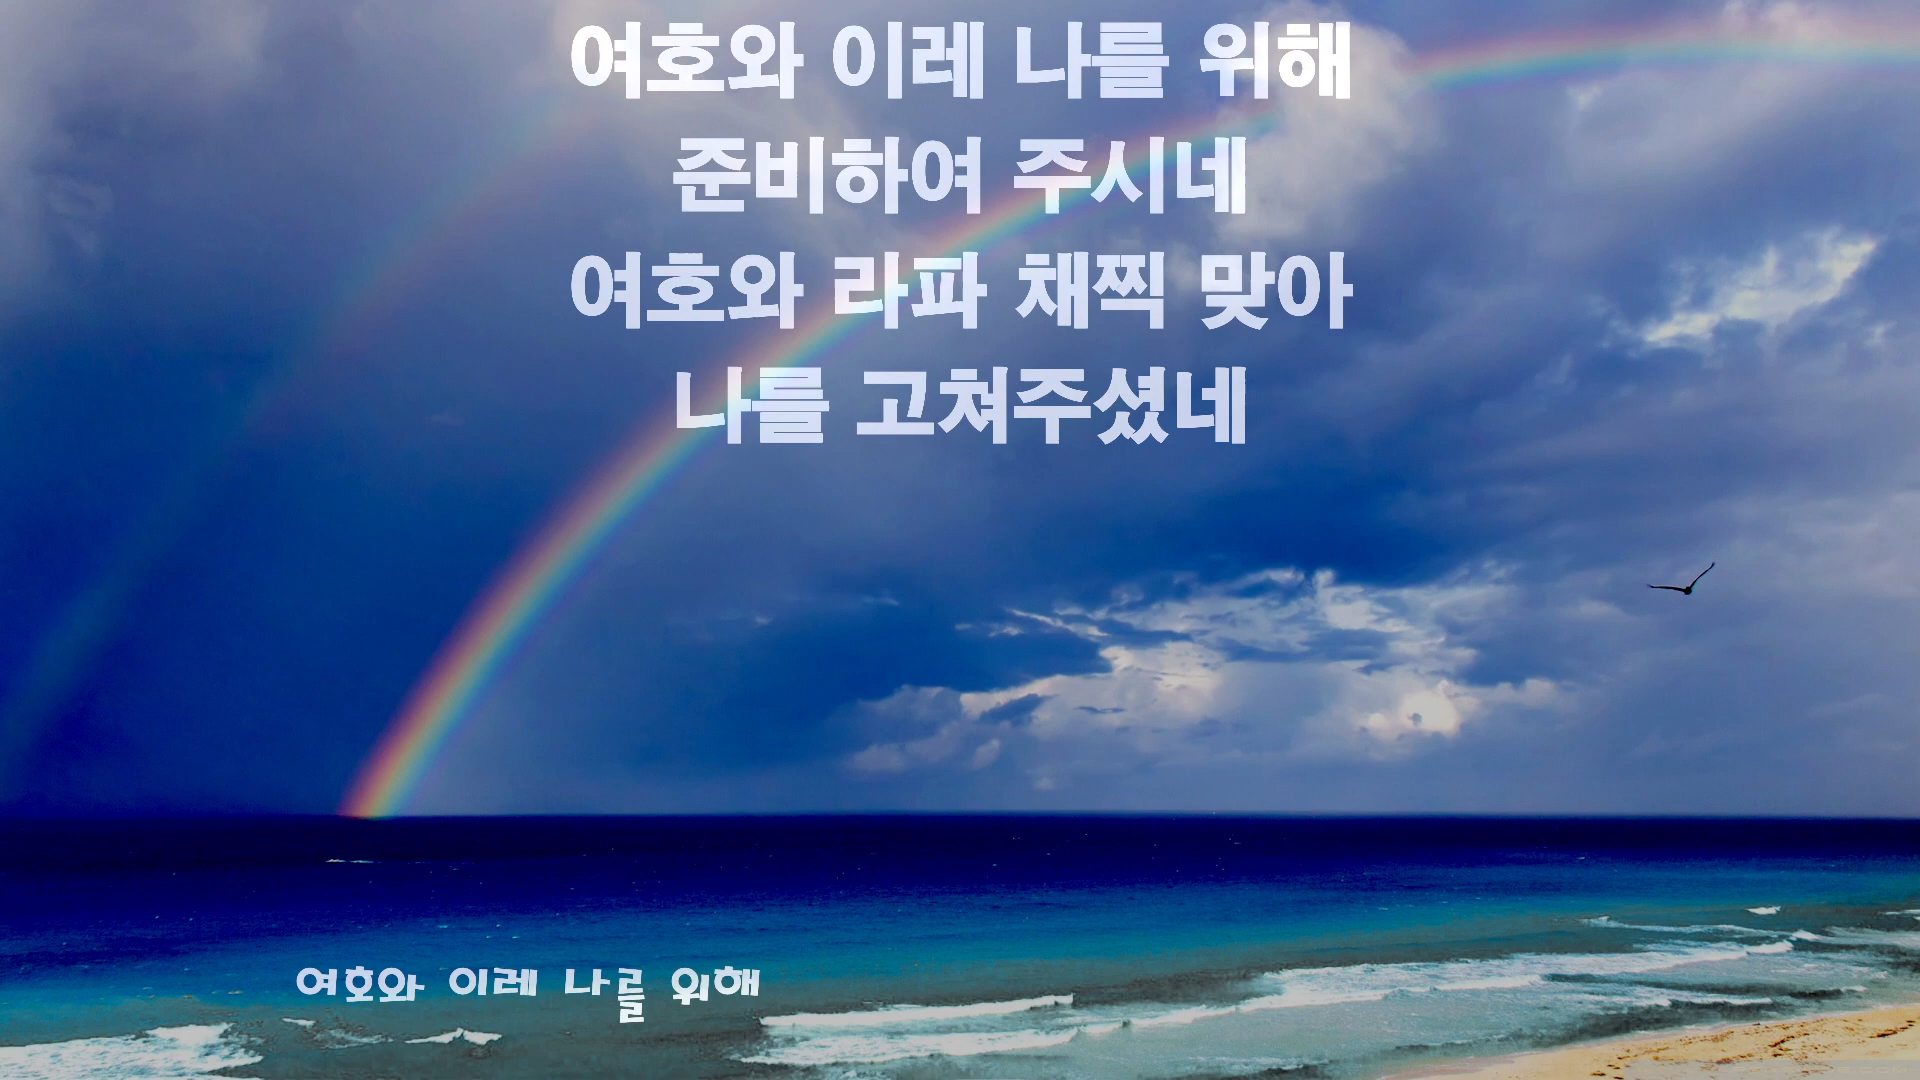 여호와 이레 나를 위해
준비하여 주시네
여호와 라파 채찍 맞아
나를 고쳐주셨네
여호와 이레 나를 위해